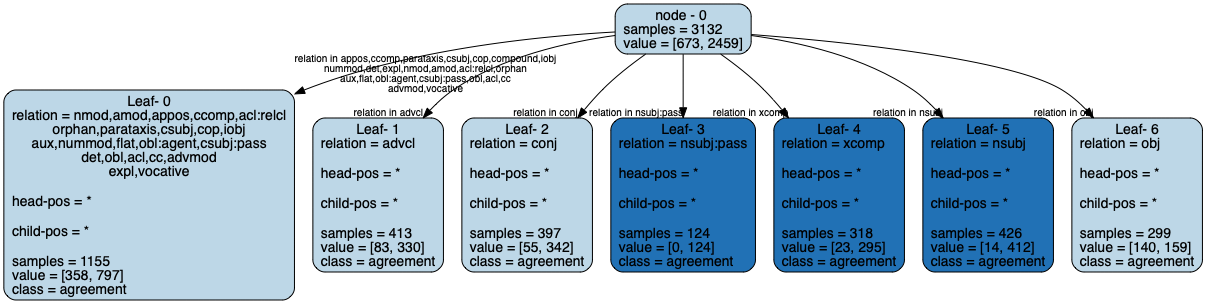 node - 0
samples = 3132
value = [673, 2459]
relation in appos,ccomp,parataxis,csubj,cop,compound,iobj
nummod,det,expl,nmod,amod,acl:relcl,orphan
aux,flat,obl:agent,csubj:pass,obl,acl,cc
advmod,vocative
relation in advcl
relation in conj
relation in nsubj:pass
relation in xcomp
relation in nsubj
relation in obj
Leaf- 0
relation = nmod,amod,appos,ccomp,acl:relcl
orphan,parataxis,csubj,cop,iobj
aux,nummod,flat,obl:agent,csubj:pass
det,obl,acl,cc,advmod
expl,vocative
head-pos = *
child-pos = *
samples = 1155
value = [358, 797]
class = agreement
Leaf- 1
relation = advcl
head-pos = *
child-pos = *
samples = 413
value = [83, 330]
class = agreement
Leaf- 2
relation = conj
head-pos = *
child-pos = *
samples = 397
value = [55, 342]
class = agreement
Leaf- 3
relation = nsubj:pass
head-pos = *
child-pos = *
samples = 124
value = [0, 124]
class = agreement
Leaf- 4
relation = xcomp
head-pos = *
child-pos = *
samples = 318
value = [23, 295]
class = agreement
Leaf- 5
relation = nsubj
head-pos = *
child-pos = *
samples = 426
value = [14, 412]
class = agreement
Leaf- 6
relation = obj
head-pos = *
child-pos = *
samples = 299
value = [140, 159]
class = agreement